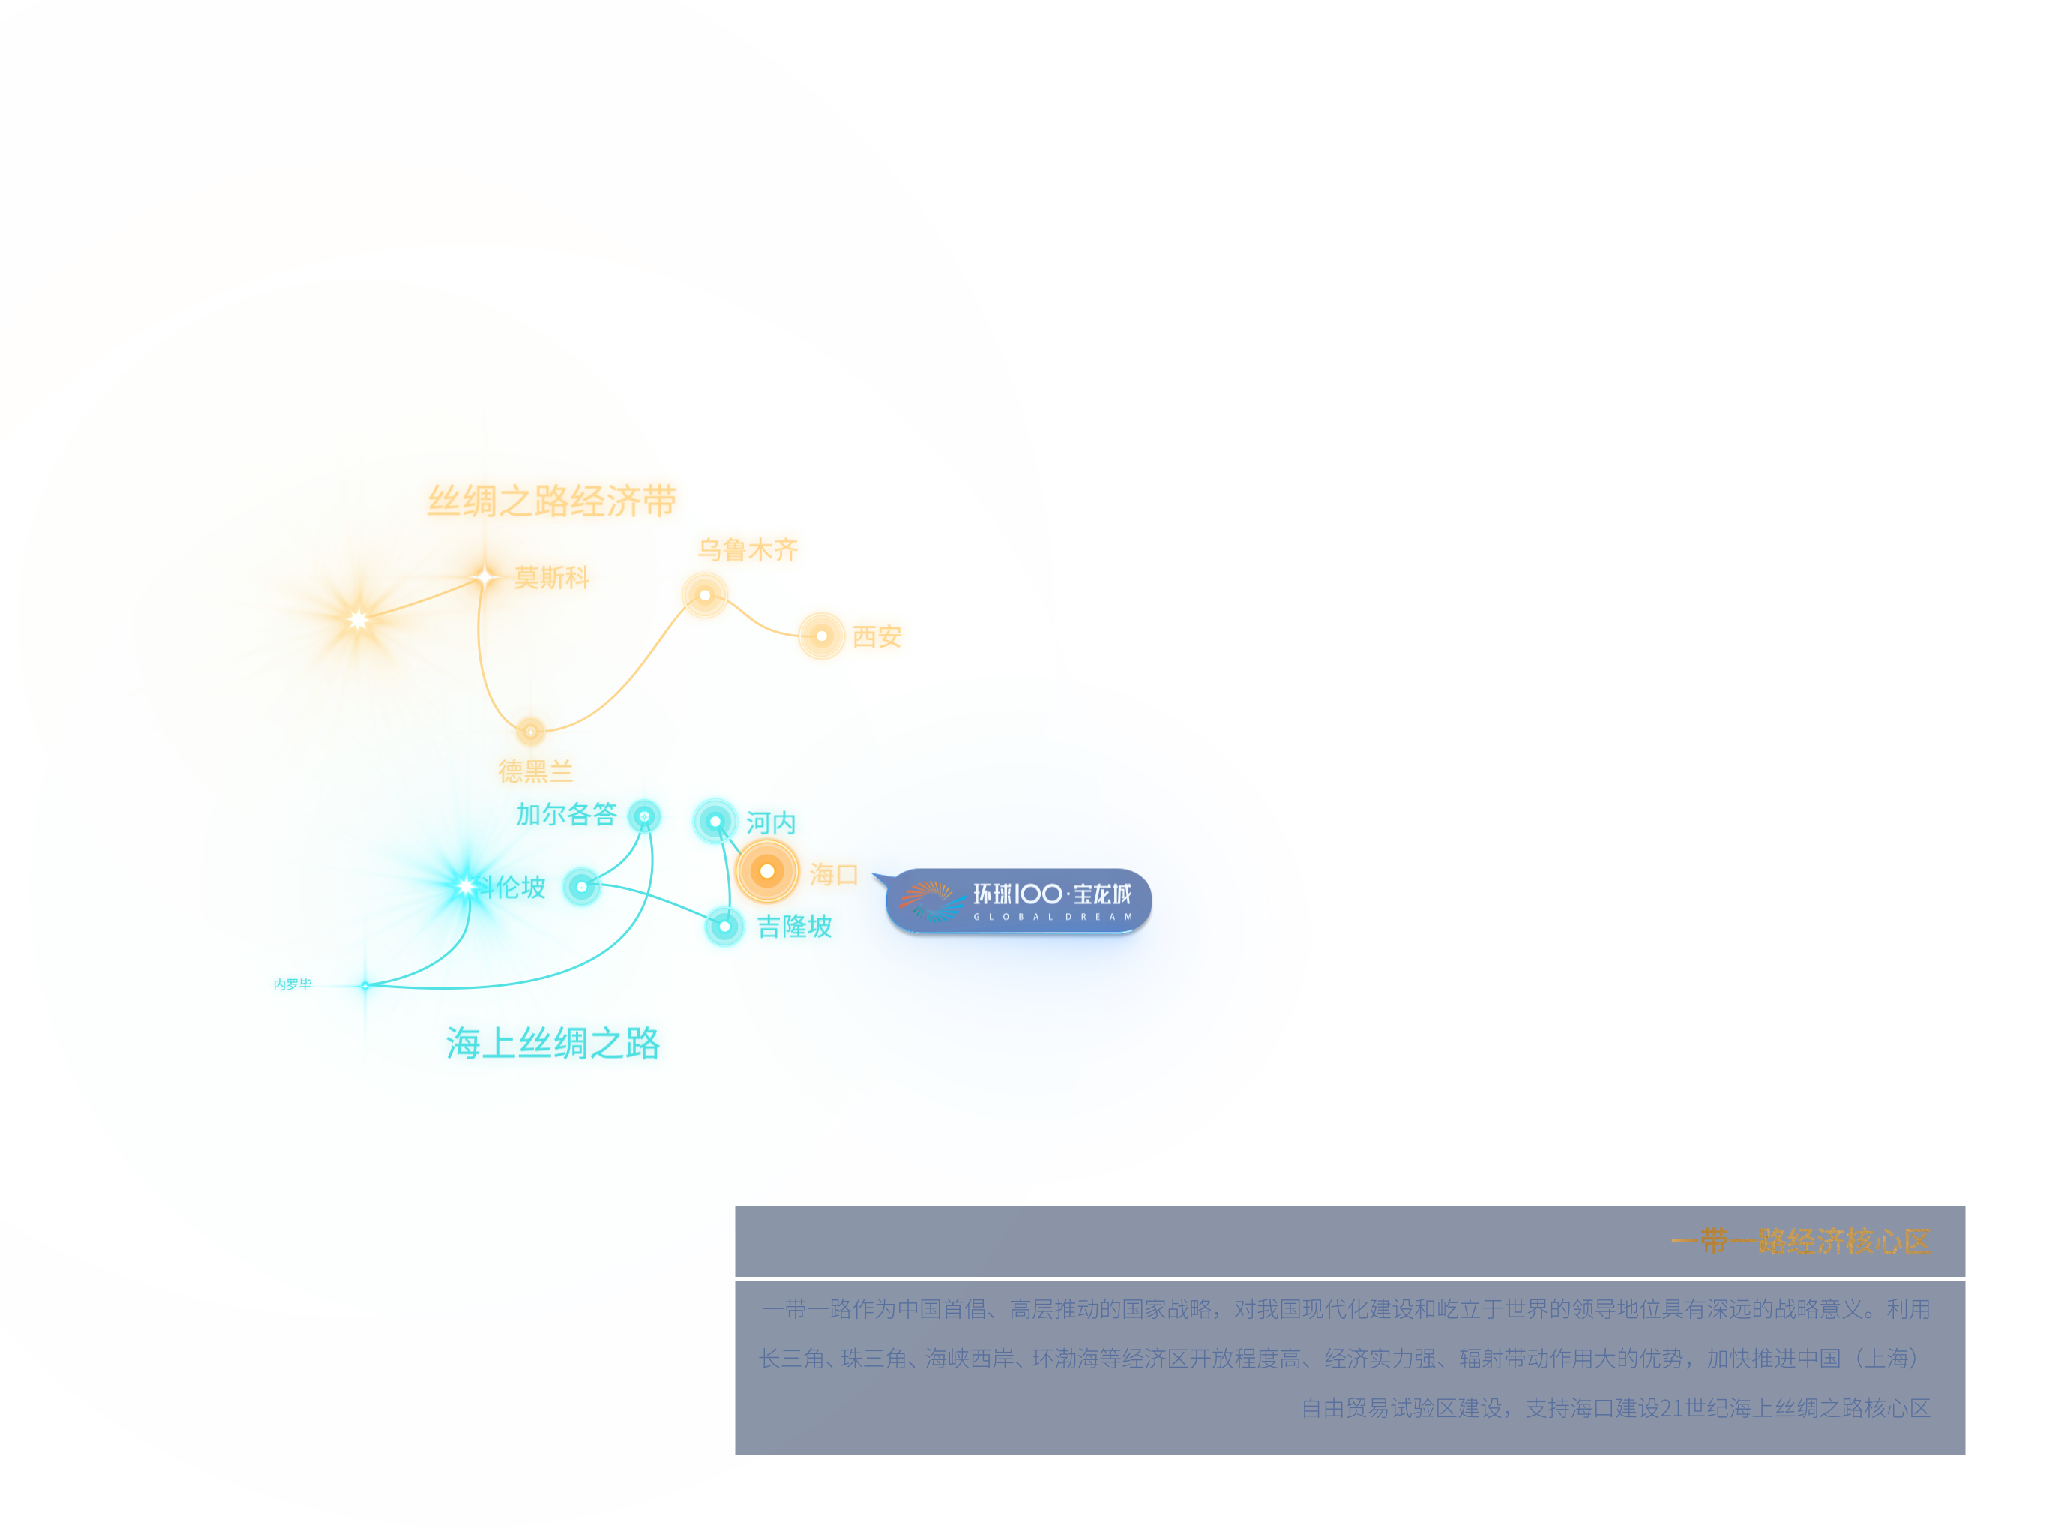 丝绸之路经济带
乌鲁木齐
莫斯科
西安
德黑兰
加尔各答
河内
海口
科伦坡
环球100·宝龙城
GLOBAL DREAM
吉隆坡
内罗毕
海上丝绸之路
一带一路经济核心区
一带一路作为中国首倡、高层推动的国家战略，对我国现代化建设和屹立于世界的领导地位具有深远的战略意义。利用
长三角、珠三角、海峡西岸、环渤海等经济区开放程度高、经济实力强、辐射带动作用大的优势，加快推进中国（上海）
自由贸易试验区建设，支持海口建设21世纪海上丝绸之路核心区